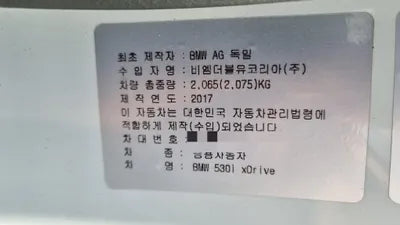 최초 제작자 : BMW AG 독일
수 입 자 명 : 비엠더블유코리아(주)
차량 총중량 : 2,065(2,075)KG
제 작 연 도 : 2017
이 자동차는 대한민국 자동차관리법령에
적합하게 제작(수입)되었습니다
차 대 번 호 :
차 종 : 승용자동차
차 명 : BMW 530i xDrive